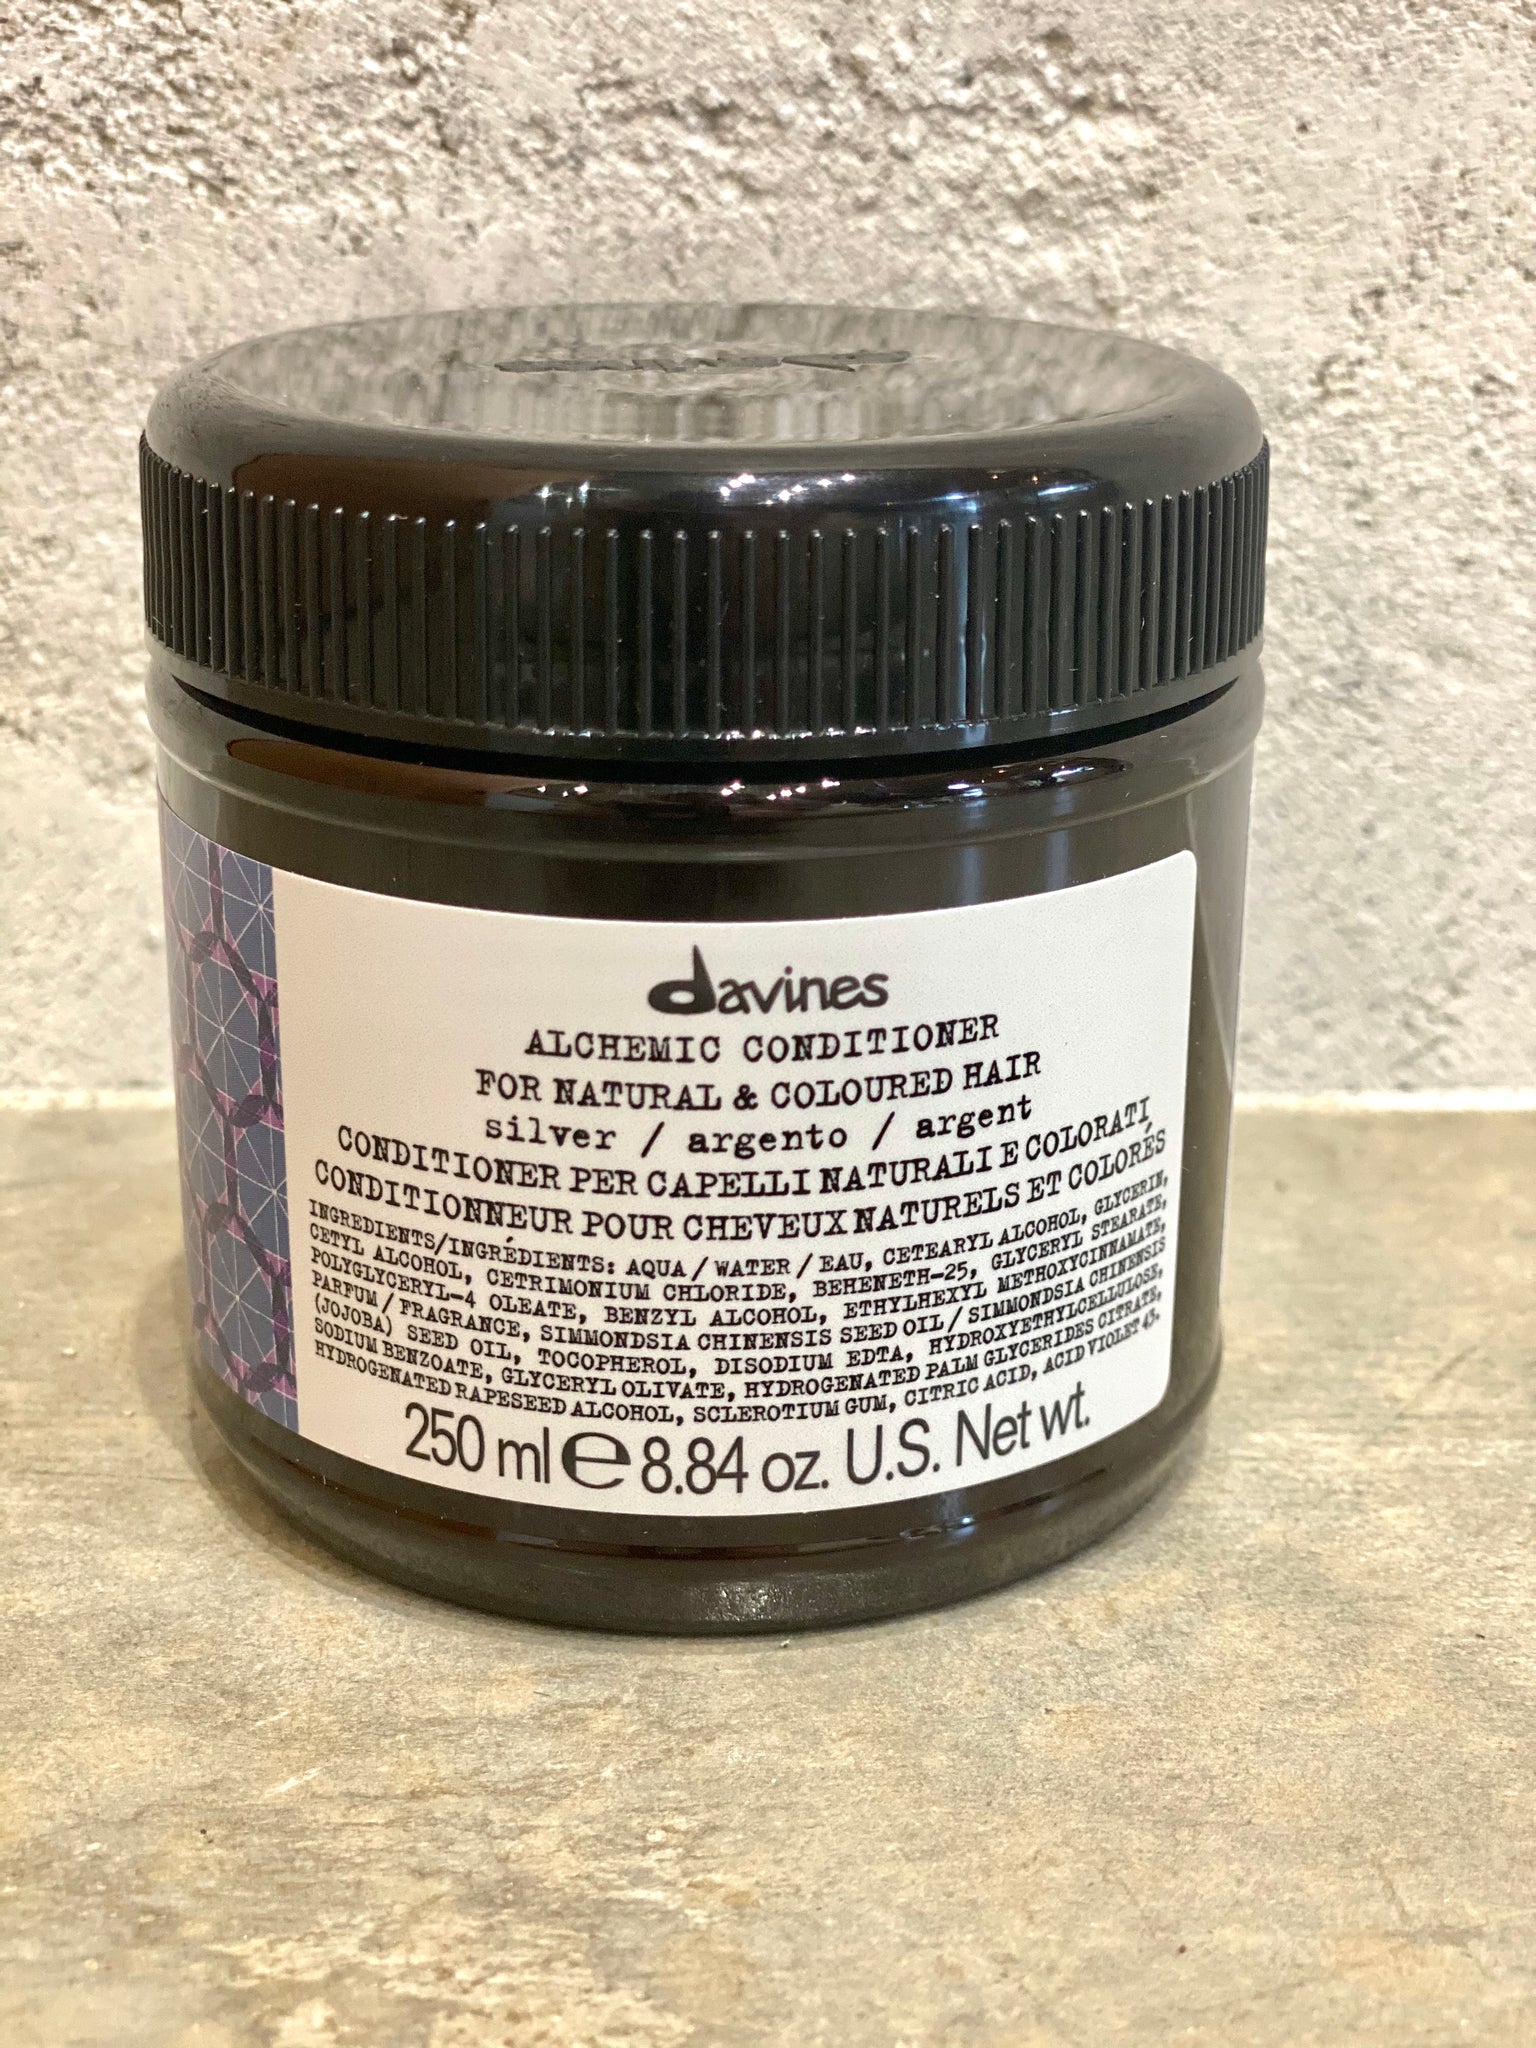 davines
ALCHEMIC CONDITIONER
FOR NATURAL & COLOURED HAIR
silver / argento / argent
CONDITIONER PER CAPELLI NATURALI E COLORATI
CONDITIONNEUR POUR CHEVEUX NATURELS ET COLORÉS
INGREDIENTS/INGRÉDIENTS: AQUA / WATER / EAU, CETEARYL ALCOHOL, GLYCERIN,
CETYL ALCOHOL, CETRIMONIUM CHLORIDE, BEHENETH-25, GLYCERYL STEARATE,
POLYGLYCERYL-4 OLEATE, BENZYL ALCOHOL, ETHYLHEXYL METHOXYCINNAMATE,
PARFUM / FRAGRANCE, SIMMONDSIA CHINENSIS SEED OIL / SIMMONDSIA CHINENSIS
(JOJOBA) SEED OIL, TOCOPHEROL, DISODIUM EDTA, HYDROXYETHYLCELLULOSE,
SODIUM BENZOATE, GLYCERYL OLIVATE, HYDROGENATED PALM GLYCERIDES CITRATE,
HYDROGENATED RAPESEED ALCOHOL, SCLEROTIUM GUM, CITRIC ACID, ACID VIOLET 43.
250 ml e 8.84 oz. U.S. Net wt.